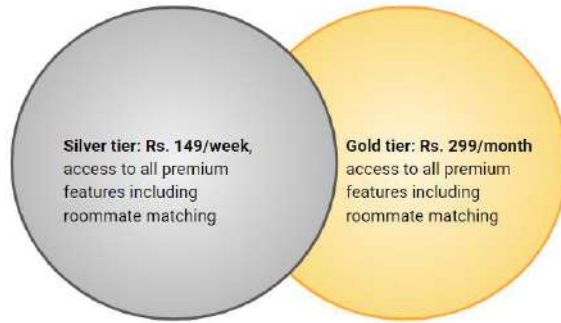 Silver tier: Rs. 149/week,
access to all premium
features including
roommate matching
Gold tier: Rs. 299/month
access to all premium
features including
roommate matching